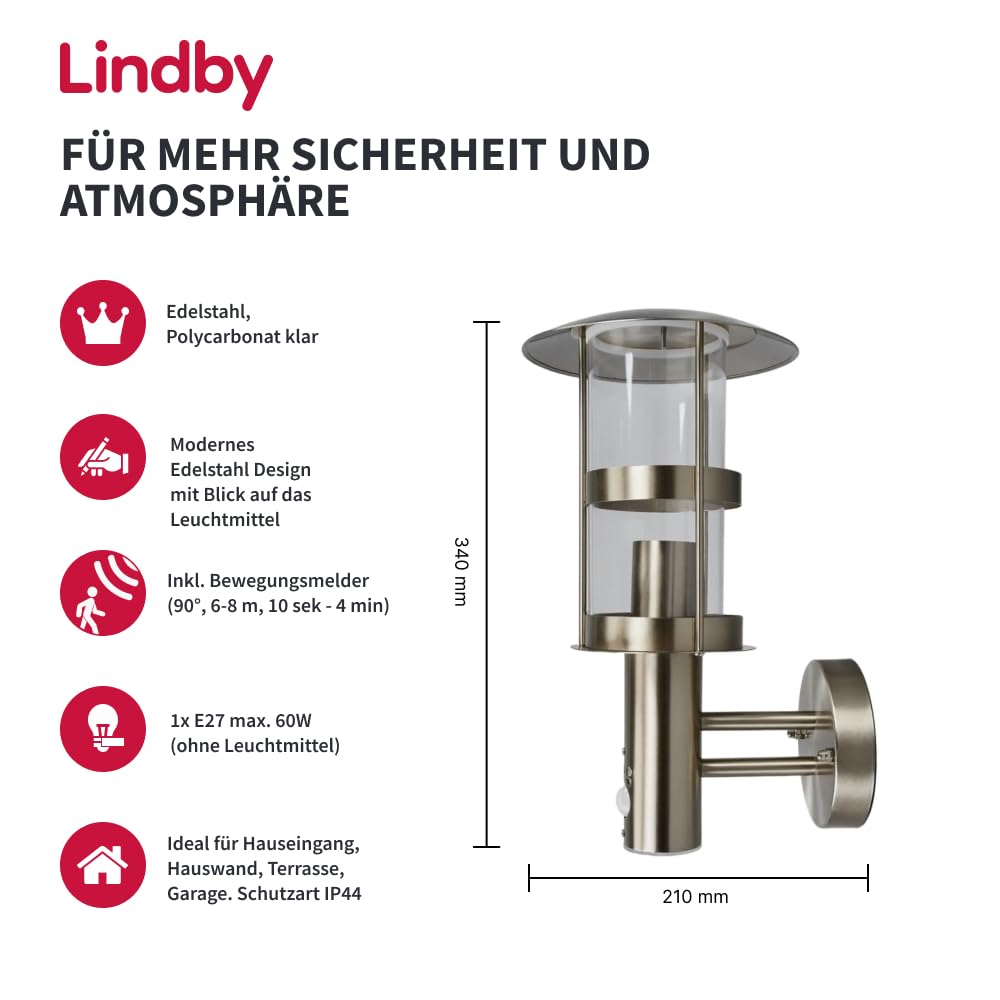 Lindby
FÜR MEHR SICHERHEIT UND
ATMOSPHÄRE
Edelstahl,
Polycarbonat klar
Modernes
Edelstahl Design
mit Blick auf das
Leuchtmittel
Inkl. Bewegungsmelder
(90°, 6-8 m, 10 sek - 4 min)
1x E27 max. 60W
(ohne Leuchtmittel)
Ideal für Hauseingang,
Hauswand, Terrasse,
Garage. Schutzart IP44
340 mm
210 mm